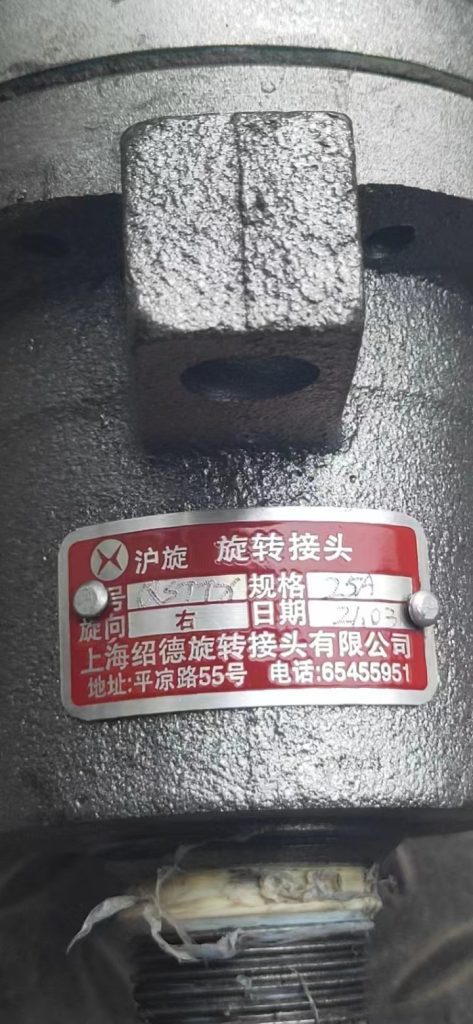 沪旋 旋转接头
号 规格 25A
旋向 右 日期 21.03
上海绍德旋转接头有限公司
地址:平凉路55号 电话:65455951